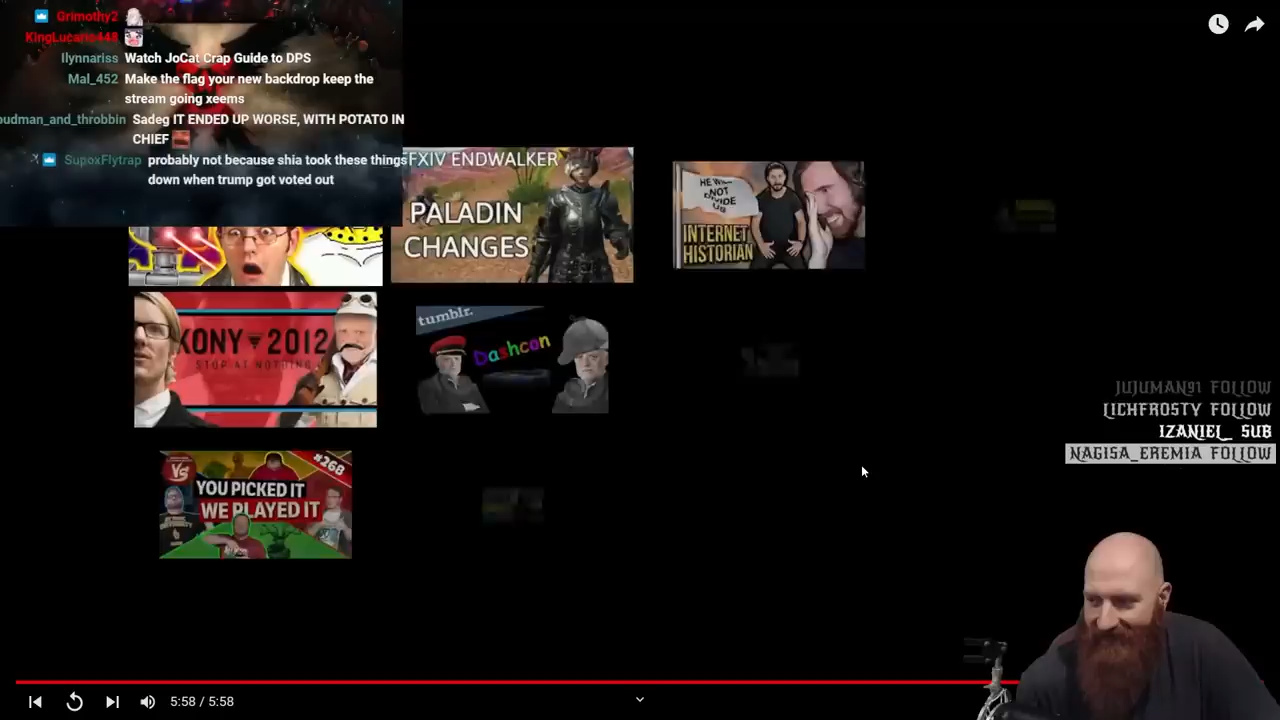 Grimothy2
KingLucario448
Ilynnariss Watch JoCat Crap Guide to DPS
Mal_452 Make the flag your new backdrop keep the
stream going xeems
oudman_and_throbbin Sadeg IT ENDED UP WORSE, WITH POTATO IN
CHIEF
SupoxFlytrap probably not because shia took these things
down when trump got voted out
FFXIV ENDWALKER
PALADIN
CHANGES
HE WILL
NOT
DIVIDE
US
INTERNET
HISTORIAN
KONY 2012
STOP AT NOTHING
tumblr.
Dashcon
VS
#268
YOU PICKED IT
WE PLAYED IT
JUJUMAN91 FOLLOW
LICHFROSTY FOLLOW
IZANIEL_ SUB
NAGISA_EREMIA FOLLOW
5:58 / 5:58